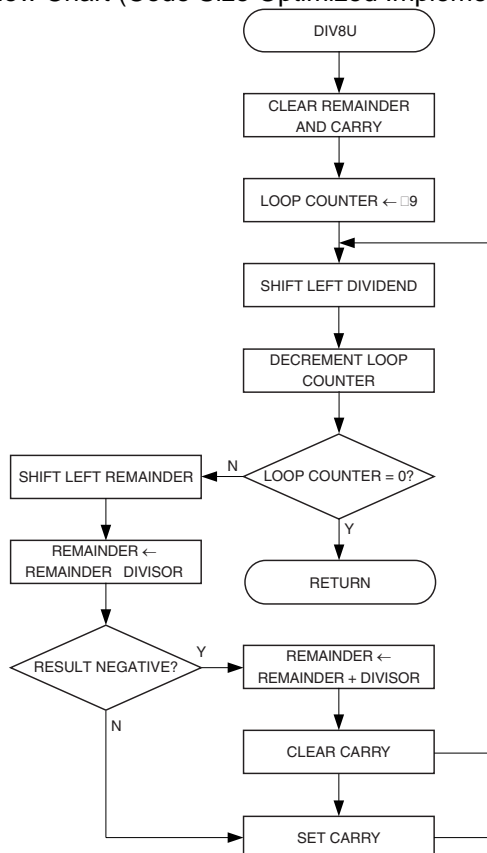 DIV8U
CLEAR REMAINDER
AND CARRY
LOOP COUNTER ← □9
SHIFT LEFT DIVIDEND
DECREMENT LOOP
COUNTER
LOOP COUNTER = 0?
N
Y
SHIFT LEFT REMAINDER
RETURN
REMAINDER ←
REMAINDER DIVISOR
RESULT NEGATIVE?
Y
N
REMAINDER ←
REMAINDER + DIVISOR
CLEAR CARRY
SET CARRY